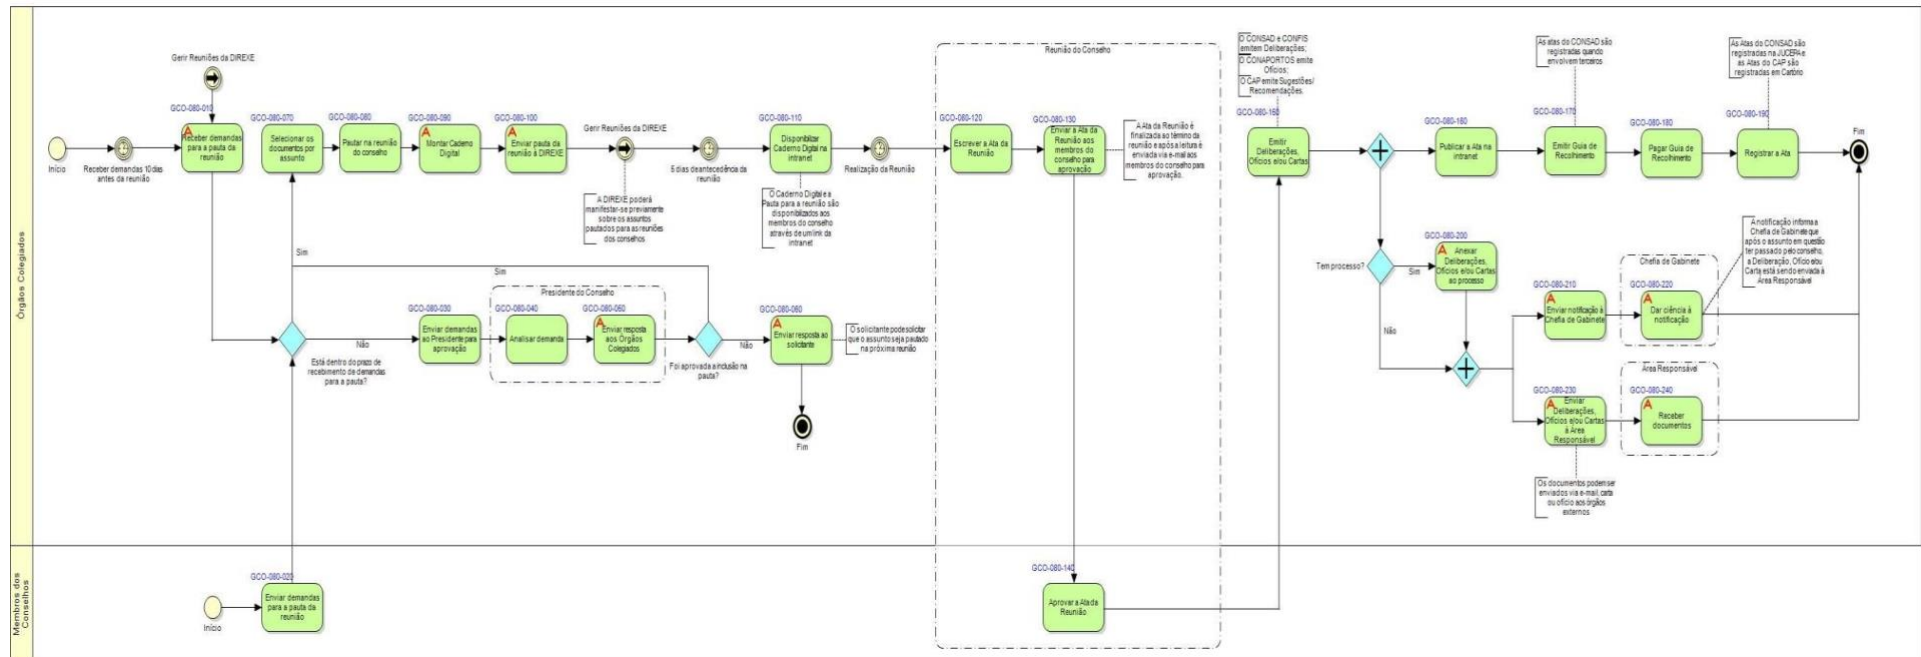 Órgãos Colegiados
Membros dos
Conselhos
Gerir Reuniões da DIREXE
GCO-080-010
Receber demandas
para a pauta da
reunião
Início
Receber demandas 10 dias
antes da reunião
GCO-080-070
Selecionar os
documentos por
assunto
GCO-080-080
Pautar na reunião
do conselho
GCO-080-090
Montar Caderno
Digital
GCO-080-100
Enviar pauta da
reunião à DIREXE
Gerir Reuniões da DIREXE
A DIREXE poderá
manifestar-se previamente
sobre os assuntos
pautados para as reuniões
dos conselhos
5 dias de antecedência da
reunião
GCO-080-110
Disponibilizar
Caderno Digital na
intranet
O Caderno Digital e a
Pauta para a reunião são
disponibilizados aos
membros do conselho
através de um link da
intranet
Realização da Reunião
Reunião do Conselho
GCO-080-120
Escrever a Ata da
Reunião
GCO-080-130
Enviar a Ata da
Reunião aos
membros do
conselho para
aprovação
A Ata da Reunião é
finalizada ao término da
reunião e após a leitura é
enviada via e-mail aos
membros do conselho para
aprovação.
O CONSAD e CONFIS
emitem Deliberações;
O CONAPORTOS emite
Ofícios;
O CAP emite Sugestões/
Recomendações.
GCO-080-150
Emitir
Deliberações,
Ofícios e/ou Cartas
GCO-080-160
Publicar a Ata na
intranet
As atas do CONSAD são
registradas quando
envolvem terceiros
GCO-080-170
Emitir Guia de
Recolhimento
GCO-080-180
Pagar Guia de
Recolhimento
As Atas do CONSAD são
registradas na JUCEPA e
as Atas do CAP são
registradas em Cartório
GCO-080-190
Registrar a Ata
Fim
Sim
Sim
Está dentro do prazo de
recebimento de demandas
para a pauta?
Não
GCO-080-030
Enviar demandas
ao Presidente para
aprovação
Presidente do Conselho
GCO-080-040
Analisar demanda
GCO-080-050
Enviar resposta
aos Órgãos
Colegiados
Foi aprovada a inclusão na
pauta?
Não
GCO-080-060
Enviar resposta ao
solicitante
O solicitante pode solicitar
que o assunto seja pautado
na próxima reunião
Fim
Tem processo?
Sim
Não
GCO-080-200
Anexar
Deliberações,
Ofícios e/ou Cartas
ao processo
GCO-080-210
Enviar notificação à
Chefia de Gabinete
Chefia de Gabinete
GCO-080-220
Dar ciência à
notificação
A notificação informa a
Chefia de Gabinete que
após o assunto em questão
ter passado pelo conselho,
a Deliberação, Ofício e/ou
Carta está sendo enviada à
Área Responsável
GCO-080-230
Enviar
Deliberações,
Ofícios e/ou Cartas
à Área
Responsável
Área Responsável
GCO-080-240
Receber
documentos
Os documentos podem ser
enviados via e-mail, carta
ou ofício aos órgãos
externos
Início
GCO-080-020
Enviar demandas
para a pauta da
reunião
GCO-080-140
Aprovar a Ata da
Reunião